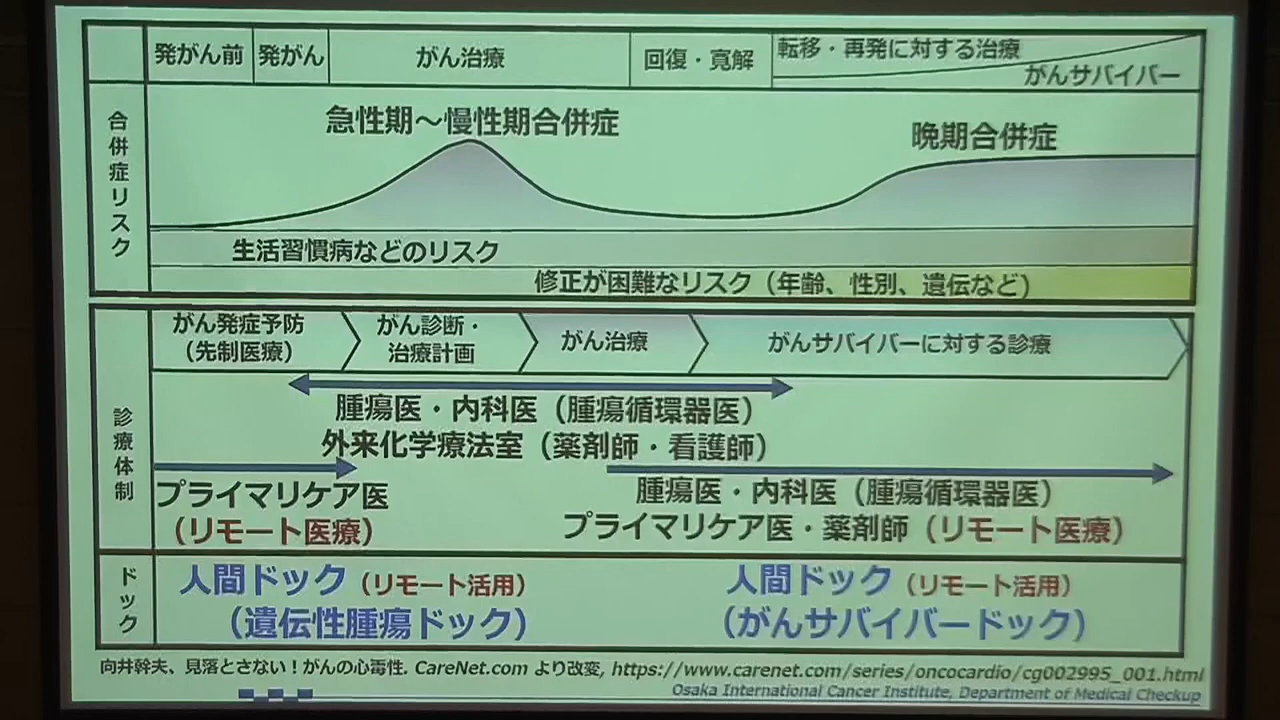 発がん前
発がん
がん治療
回復・寛解
転移・再発に対する治療
がんサバイバー
合併症リスク
急性期～慢性期合併症
晩期合併症
生活習慣病などのリスク
修正が困難なリスク（年齢、性別、遺伝など）
診療体制
がん発症予防
（先制医療）
がん診断・
治療計画
がん治療
がんサバイバーに対する診療
腫瘍医・内科医（腫瘍循環器医）
外来化学療法室（薬剤師・看護師）
プライマリケア医
（リモート医療）
腫瘍医・内科医（腫瘍循環器医）
プライマリケア医・薬剤師（リモート医療）
ドック
人間ドック（リモート活用）
（遺伝性腫瘍ドック）
人間ドック（リモート活用）
（がんサバイバードック）
向井幹夫、見落とさない！がんの心毒性. CareNet.com より改変, https://www.carenet.com/series/oncocardio/cg002995_001.html
Osaka International Cancer Institute, Department of Medical Checkup